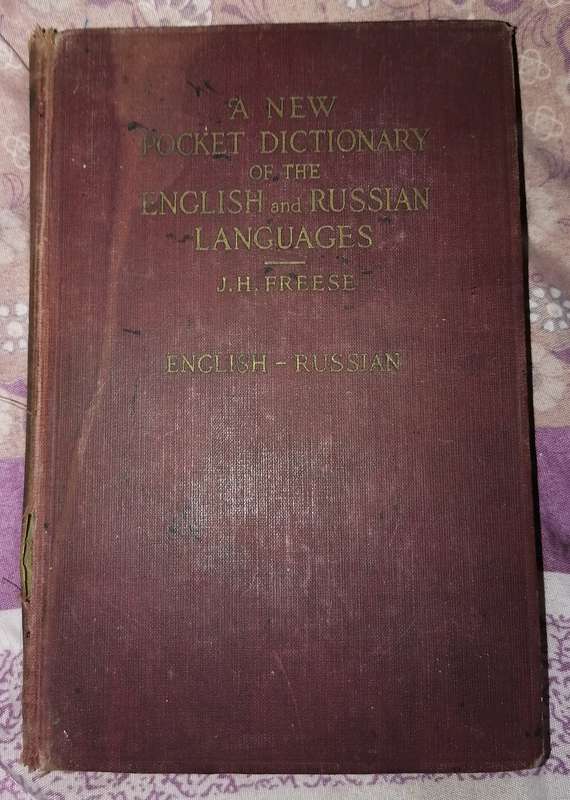 A NEW
POCKET DICTIONARY
OF THE
ENGLISH and RUSSIAN
LANGUAGES
J.H. FREESE
ENGLISH - RUSSIAN